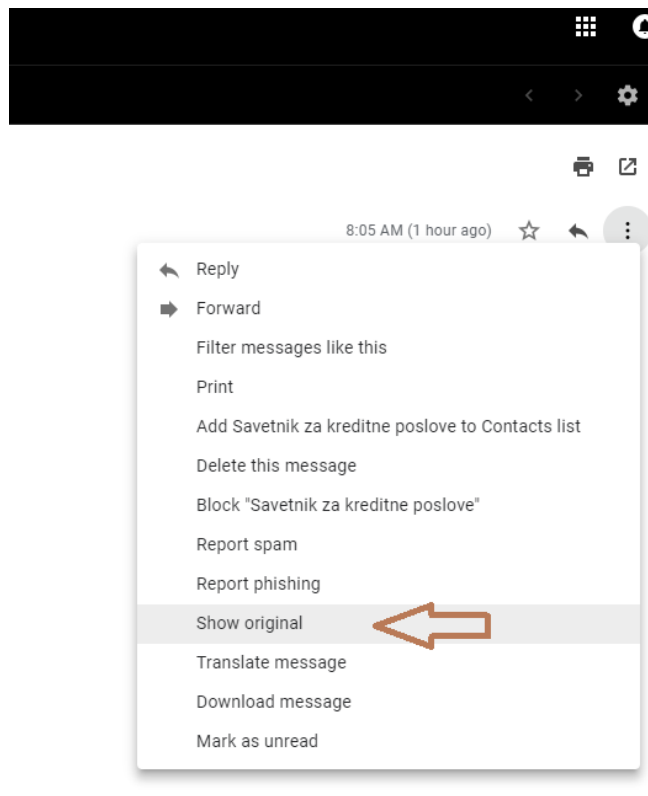 8:05 AM (1 hour ago)
Reply
Forward
Filter messages like this
Print
Add Savetnik za kreditne poslove to Contacts list
Delete this message
Block "Savetnik za kreditne poslove"
Report spam
Report phishing
Show original
Translate message
Download message
Mark as unread